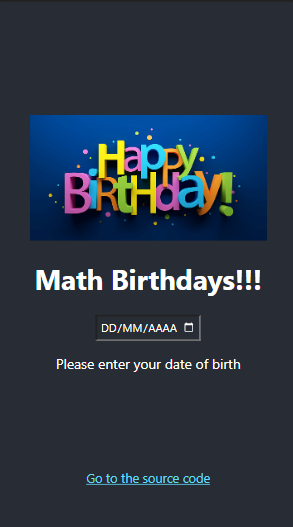 Happy
BirtHday!
Math Birthdays!!!
DD/MM/AAAA
Please enter your date of birth
Go to the source code